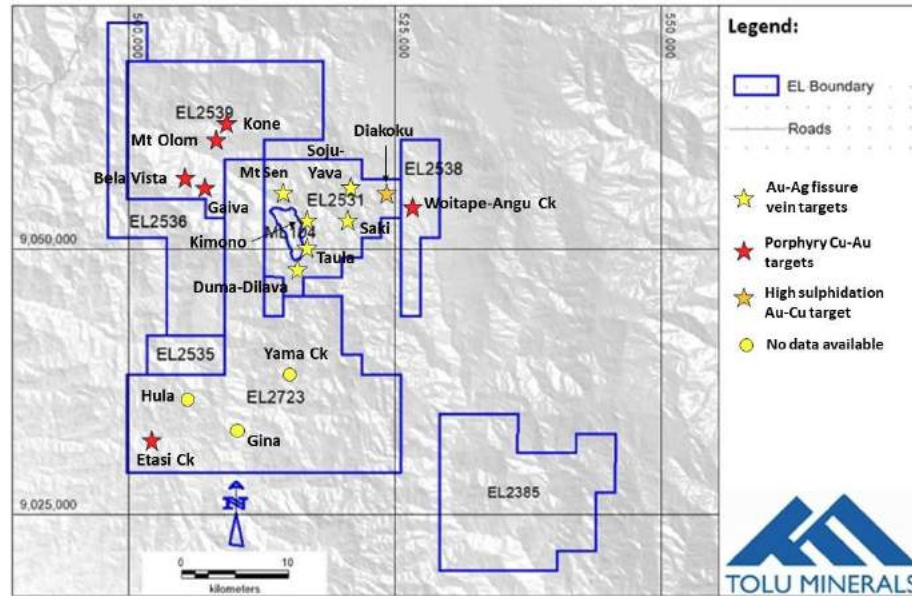 525,000
550,000
Legend:
EL Boundary
Roads
Au-Ag fissure
vein targets
Porphyry Cu-Au
targets
High sulphidation
Au-Cu target
No data available
EL2539
Kone
Mt Olom
Bela Vista
Gaiva
EL2536
Mt Sen
Soju-
Yava
Diakoku
EL2538
EL2531
Woitape-Angu Ck
Kimono
Saki
9,050,000
Taula
Duma-Dilava
EL2535
Yama Ck
Hula
EL2723
Gina
Etasi Ck
EL2385
9,025,000
N
0
10
kilometers
TOLU MINERALS